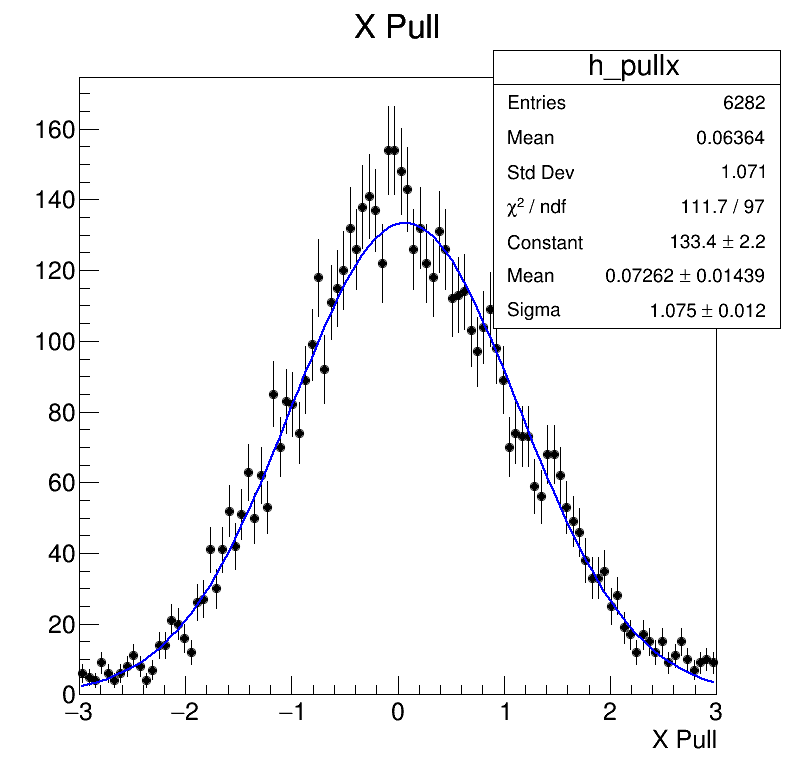 X Pull
h_pullx
Entries 6282
Mean 0.06364
Std Dev 1.071
χ² / ndf 111.7 / 97
Constant 133.4 ± 2.2
Mean 0.07262 ± 0.01439
Sigma 1.075 ± 0.012
160
140
120
100
80
60
40
20
0
−3 −2 −1 0 1 2 3
X Pull